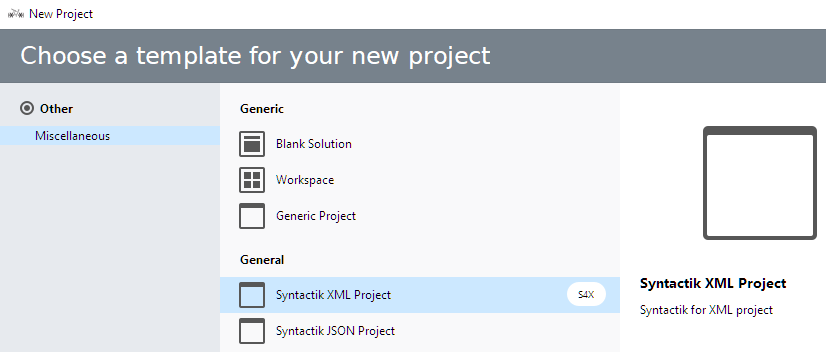 New Project
Choose a template for your new project
Other
Miscellaneous
Generic
Blank Solution
Workspace
Generic Project
General
Syntactik XML Project S4X
Syntactik JSON Project
Syntactik XML Project
Syntactik for XML project